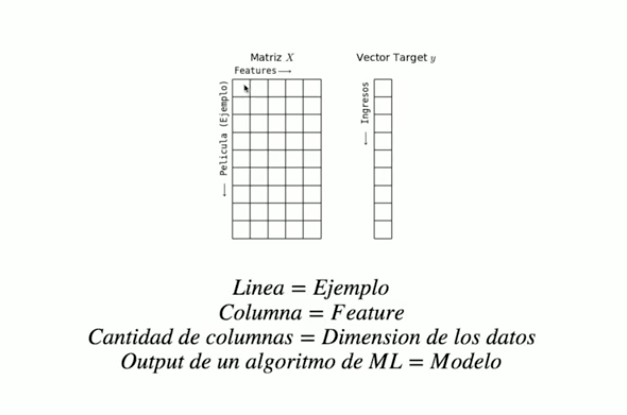 Matriz X
Features →
← Pelicula (Ejemplo)
Vector Target y
← Ingresos
Linea = Ejemplo
Columna = Feature
Cantidad de columnas = Dimension de los datos
Output de un algoritmo de ML = Modelo